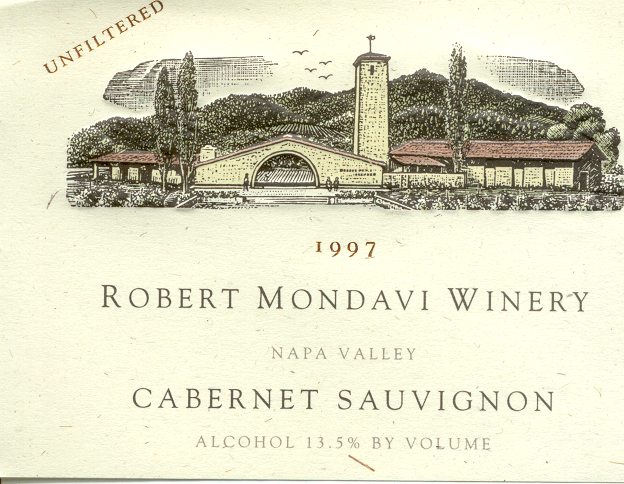 UNFILTERED
1997
ROBERT MONDAVI WINERY
NAPA VALLEY
CABERNET SAUVIGNON
ALCOHOL 13.5% BY VOLUME